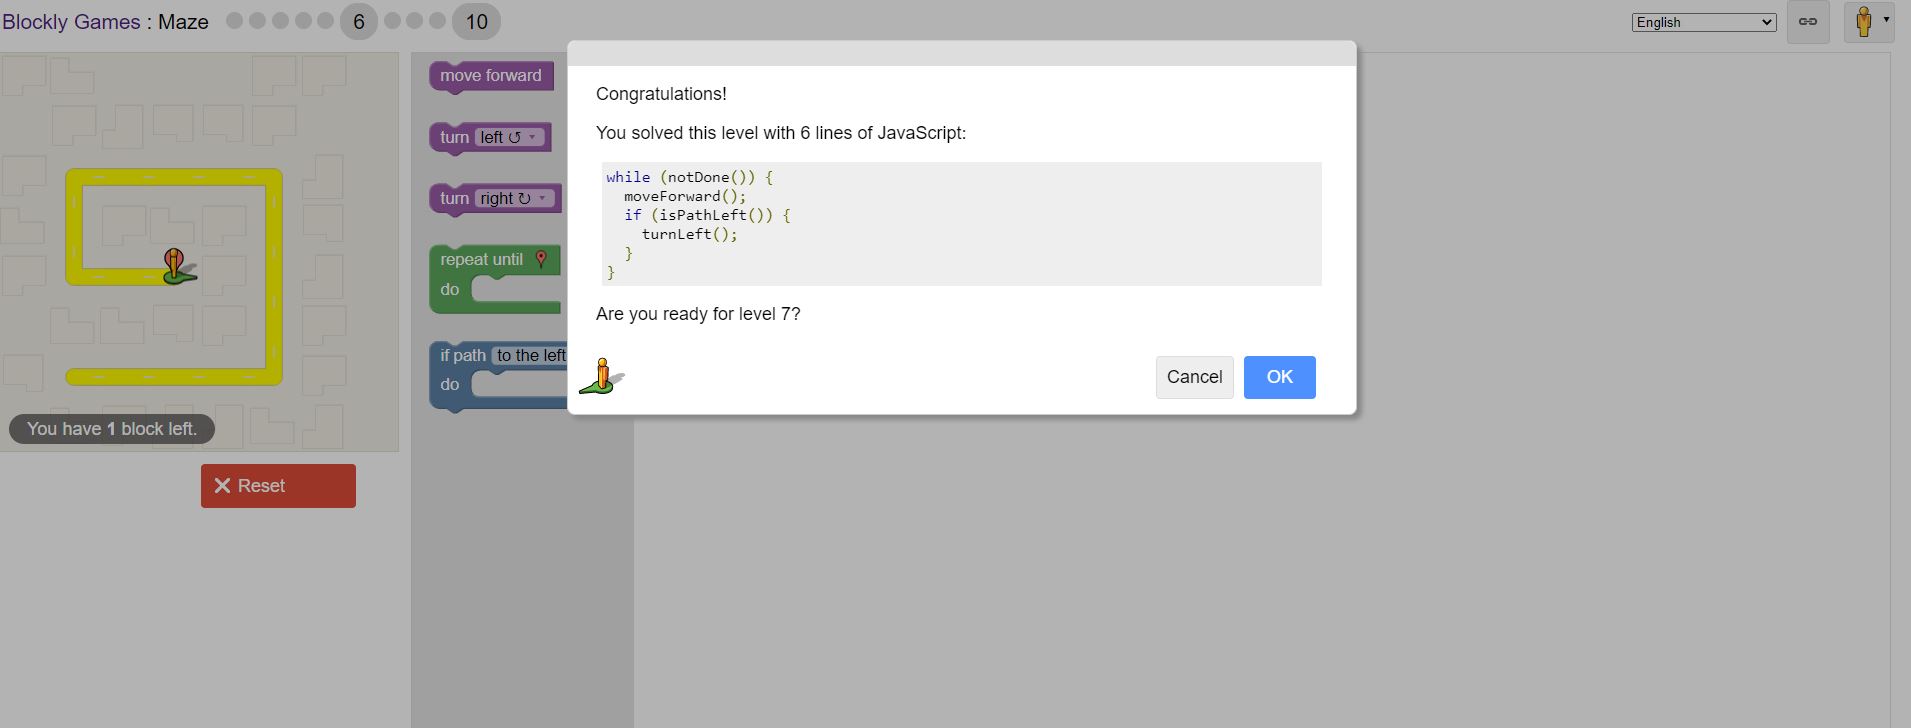 Blockly Games : Maze 6 10
English
move forward
turn left ↺
turn right ↻
repeat until
do
if path to the left
do
You have 1 block left.
Reset
Congratulations!
You solved this level with 6 lines of JavaScript:
while (notDone()) {
  moveForward();
  if (isPathLeft()) {
    turnLeft();
  }
}
Are you ready for level 7?
Cancel OK